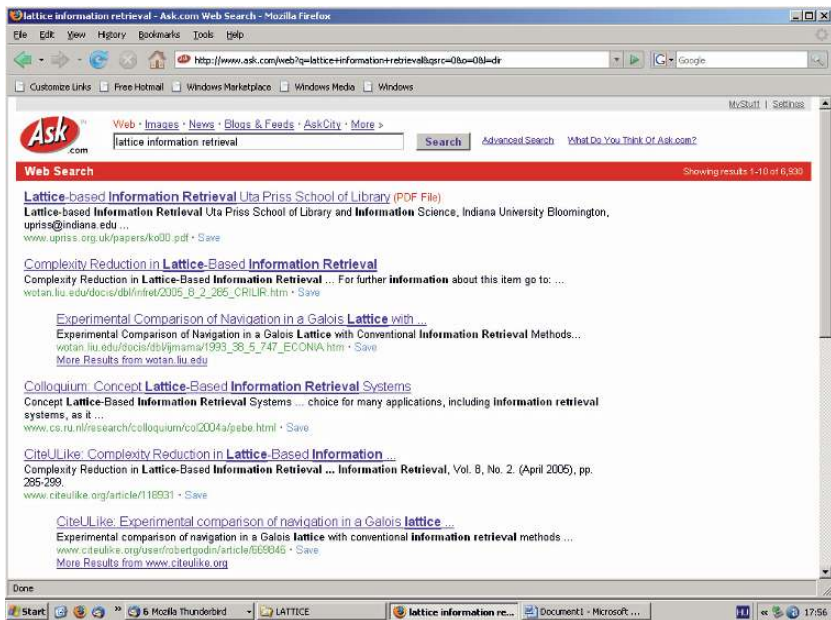 lattice information retrieval - Ask.com Web Search - Mozilla Firefox
File Edit View History Bookmarks Tools Help
http://www.ask.com/web?q=lattice+information+retrieval&qsrc=0&o=0&l=dir
G Google
Customize Links Free Hotmail Windows Marketplace Windows Media Windows
MyStuff | Settings
Ask.com
Web · Images · News · Blogs & Feeds · AskCity · More >
lattice information retrieval Search Advanced Search What Do You Think Of Ask.com?
Web Search Showing results 1-10 of 6,930
Lattice-based Information Retrieval Uta Priss School of Library (PDF File)
Lattice-based Information Retrieval Uta Priss School of Library and Information Science, Indiana University Bloomington,
upriss@indiana.edu ...
www.upriss.org.uk/papers/ko00.pdf · Save
Complexity Reduction in Lattice-Based Information Retrieval
Complexity Reduction in Lattice-Based Information Retrieval ... For further information about this item go to: ...
wotan.liu.edu/docis/dbl/infret/2005_8_2_285_CRILIR.htm · Save
Experimental Comparison of Navigation in a Galois Lattice with ...
Experimental Comparison of Navigation in a Galois Lattice with Conventional Information Retrieval Methods...
wotan.liu.edu/docis/dbl/ijmama/1993_38_5_747_ECONIA.htm · Save
More Results from wotan.liu.edu
Colloquium: Concept Lattice-Based Information Retrieval Systems
Concept Lattice-Based Information Retrieval Systems ... choice for many applications, including information retrieval
systems, as it ...
www.cs.ru.nl/research/colloquium/col2004a/pebe.html · Save
CiteULike: Complexity Reduction in Lattice-Based Information ...
Complexity Reduction in Lattice-Based Information Retrieval ... Information Retrieval, Vol. 8, No. 2. (April 2005), pp.
285-299.
www.citeulike.org/article/118931 · Save
CiteULike: Experimental comparison of navigation in a Galois lattice ...
Experimental comparison of navigation in a Galois lattice with conventional information retrieval methods ...
www.citeulike.org/user/robertgodin/article/669846 · Save
More Results from www.citeulike.org
Done
Start » 6 Mozilla Thunderbird LATTICE lattice information re... Document1 - Microsoft ... HU « 17:56